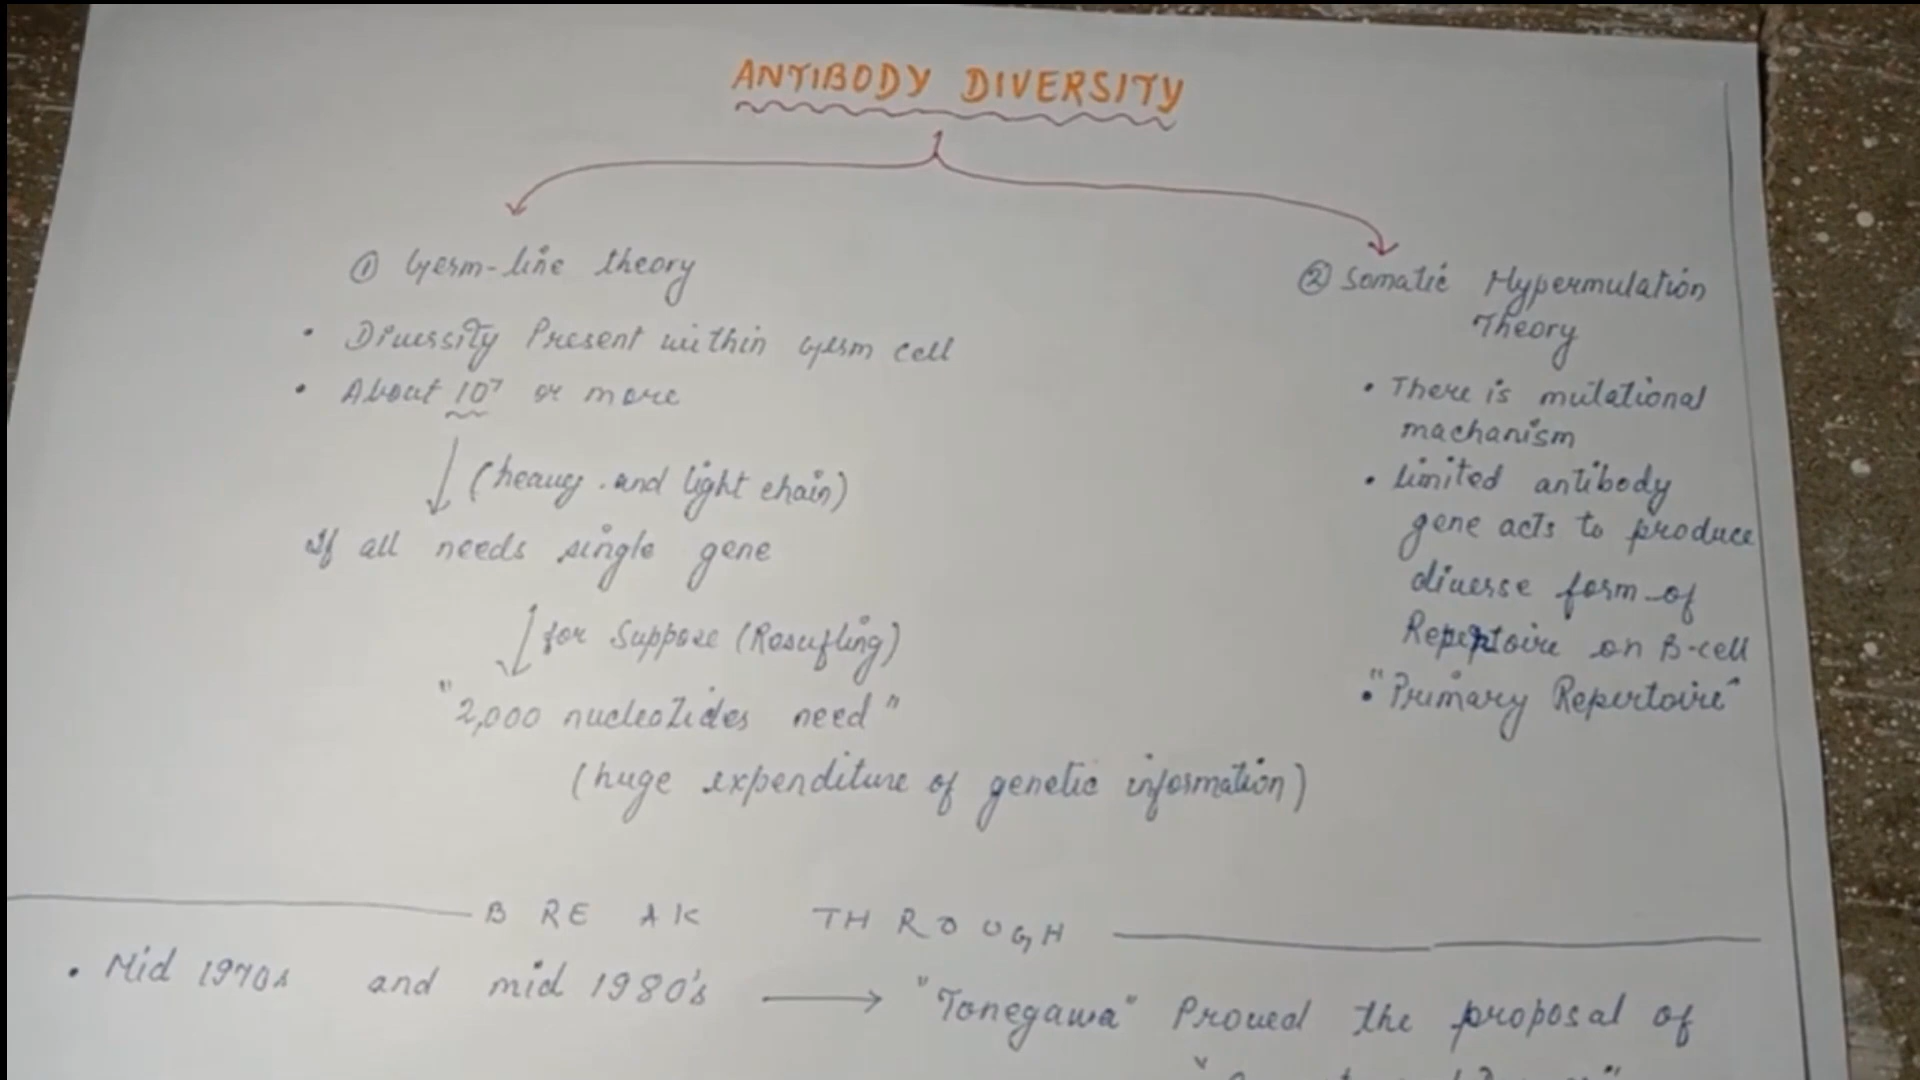 ANTIBODY DIVERSITY
① Germ-line theory
• Diversity Present within Germ cell
• About 10⁷ or more
(heavy and light chain)
If all needs single gene
for Suppose (Resufling)
"2,000 nucleotides need"
(huge expenditure of genetic information)
② Somatic Hypermutation
Theory
• There is mutational
machanism
• limited antibody
gene acts to produce
diverse form of
Repertoire on B-cell
• "Primary Repertoire"
BREAK THROUGH
• Mid 1970s and mid 1980's → "Tonegawa" Proved the proposal of